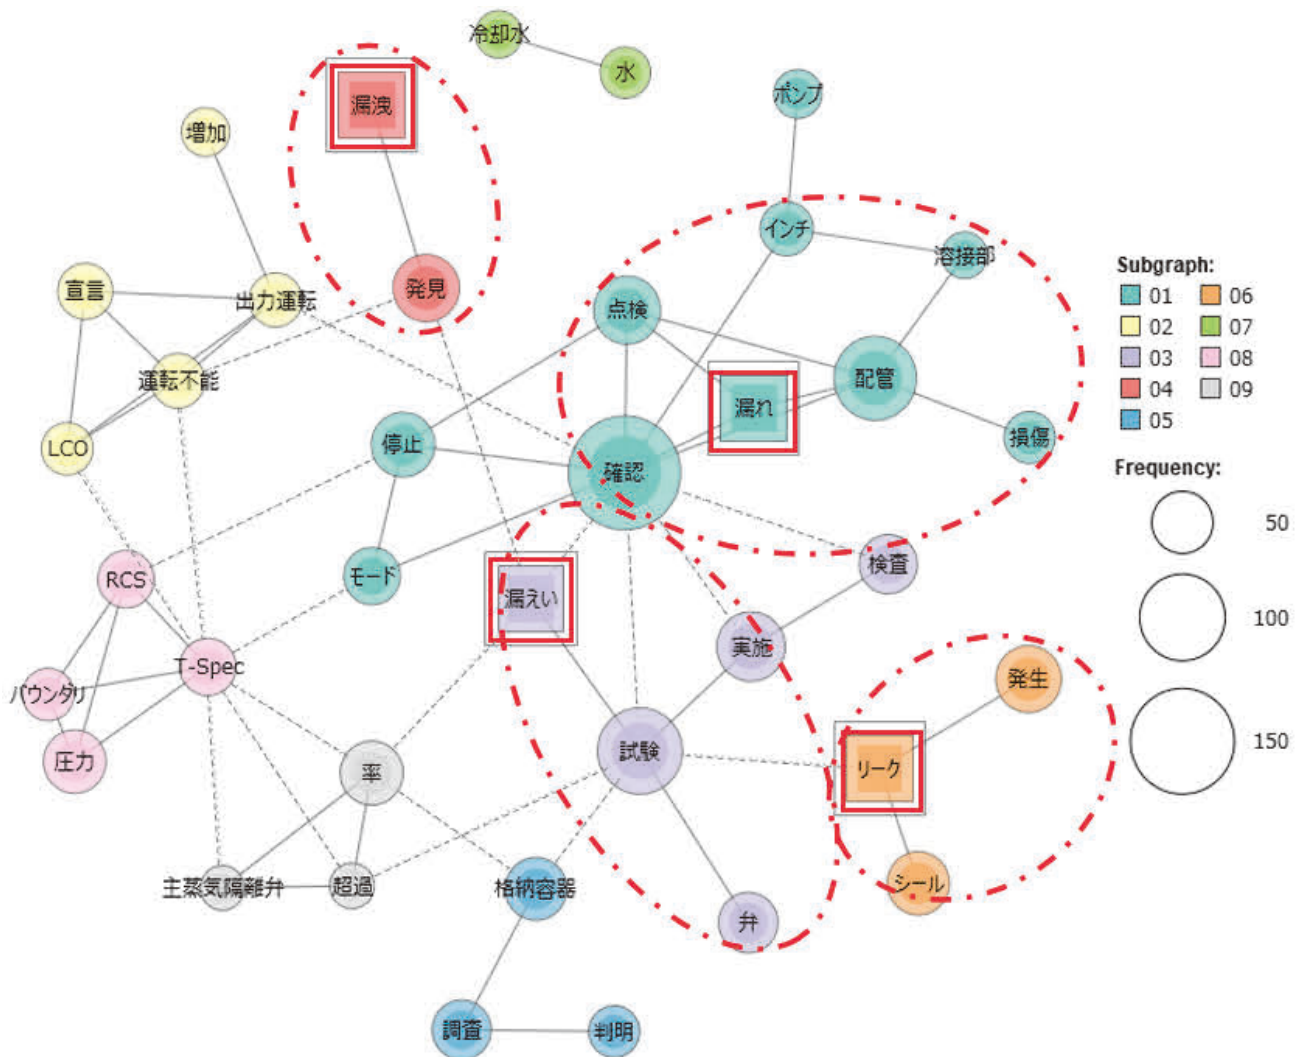 冷却水
水
漏洩
ポンプ
増加
インチ
溶接部
宣言
出力運転
発見
点検
運転不能
漏れ
配管
LCO
停止
損傷
確認
RCS
モード
漏えい
検査
実施
T-Spec
バウンダリ
圧力
発生
試験
率
リーク
主蒸気隔離弁
超過
格納容器
シール
弁
調査
判明
Subgraph:
01 06
02 07
03 08
04 09
05
Frequency:
50
100
150